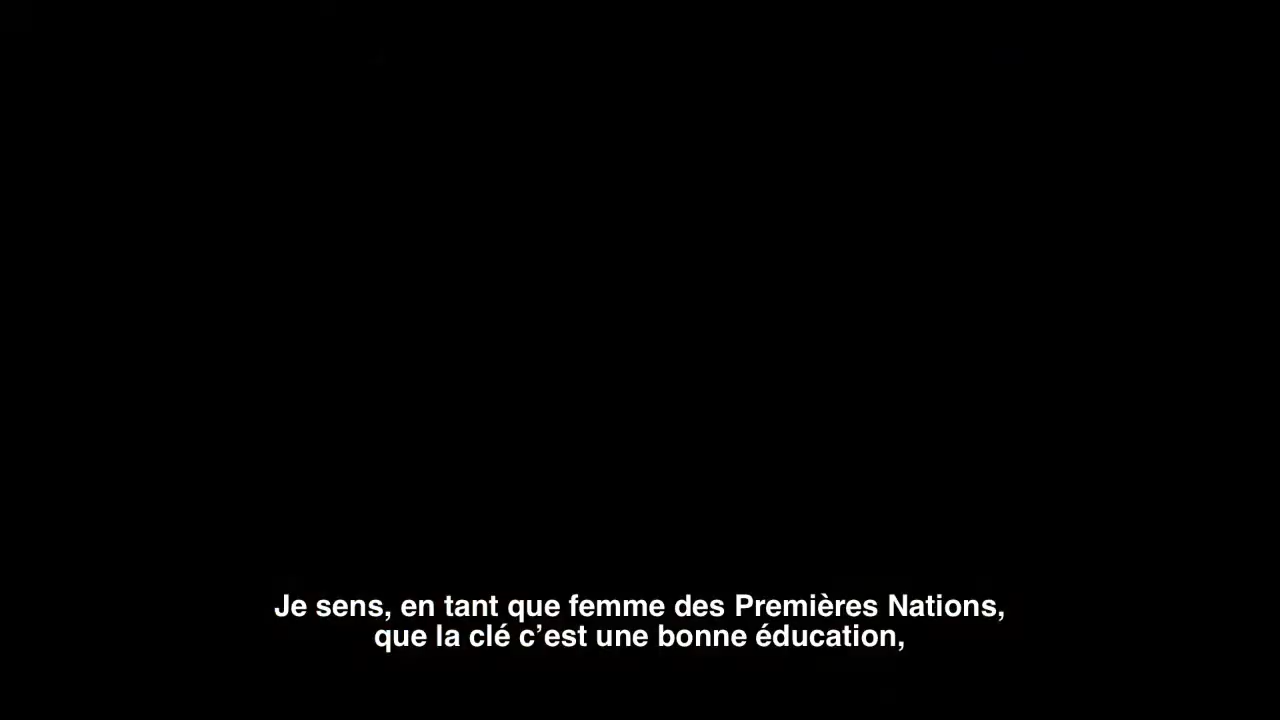 Je sens, en tant que femme des Premières Nations,
que la clé c’est une bonne éducation,